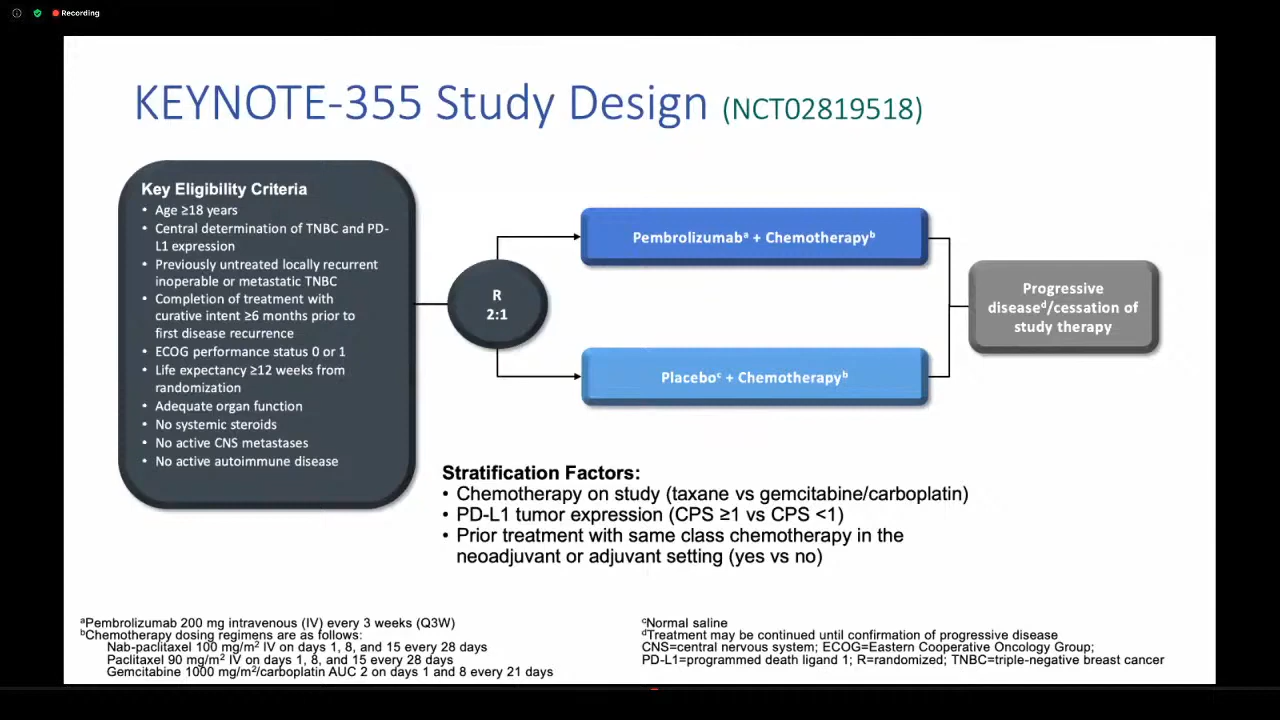 Recording
KEYNOTE-355 Study Design (NCT02819518)
Key Eligibility Criteria
• Age ≥18 years
• Central determination of TNBC and PD-
L1 expression
• Previously untreated locally recurrent
inoperable or metastatic TNBC
• Completion of treatment with
curative intent ≥6 months prior to
first disease recurrence
• ECOG performance status 0 or 1
• Life expectancy ≥12 weeks from
randomization
• Adequate organ function
• No systemic steroids
• No active CNS metastases
• No active autoimmune disease
R
2:1
Pembrolizumabᵃ + Chemotherapyᵇ
Placeboᶜ + Chemotherapyᵇ
Progressive
diseaseᵈ/cessation of
study therapy
Stratification Factors:
• Chemotherapy on study (taxane vs gemcitabine/carboplatin)
• PD-L1 tumor expression (CPS ≥1 vs CPS <1)
• Prior treatment with same class chemotherapy in the
neoadjuvant or adjuvant setting (yes vs no)
ᵃPembrolizumab 200 mg intravenous (IV) every 3 weeks (Q3W)
ᵇChemotherapy dosing regimens are as follows:
Nab-paclitaxel 100 mg/m² IV on days 1, 8, and 15 every 28 days
Paclitaxel 90 mg/m² IV on days 1, 8, and 15 every 28 days
Gemcitabine 1000 mg/m²/carboplatin AUC 2 on days 1 and 8 every 21 days
ᶜNormal saline
ᵈTreatment may be continued until confirmation of progressive disease
CNS=central nervous system; ECOG=Eastern Cooperative Oncology Group;
PD-L1=programmed death ligand 1; R=randomized; TNBC=triple-negative breast cancer